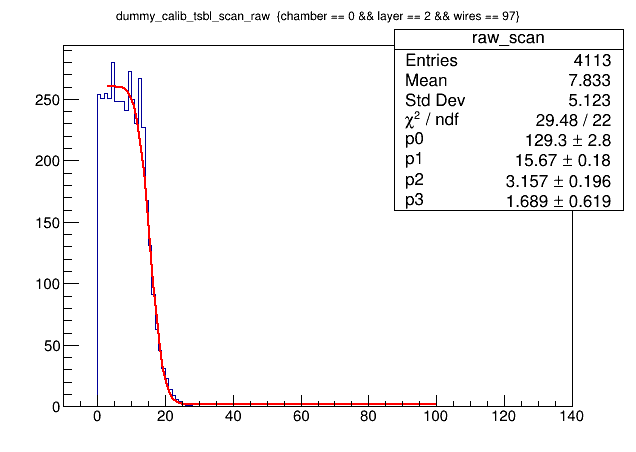 dummy_calib_tsbl_scan_raw {chamber == 0 && layer == 2 && wires == 97}
raw_scan
Entries 4113
Mean 7.833
Std Dev 5.123
χ² / ndf 29.48 / 22
p0 129.3 ± 2.8
p1 15.67 ± 0.18
p2 3.157 ± 0.196
p3 1.689 ± 0.619
250
200
150
100
50
0
0 20 40 60 80 100 120 140